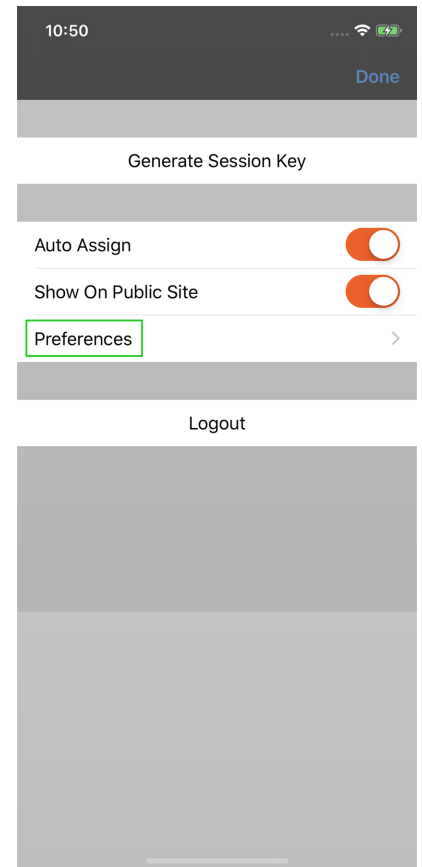 10:50
Done
Generate Session Key
Auto Assign
Show On Public Site
Preferences
Logout